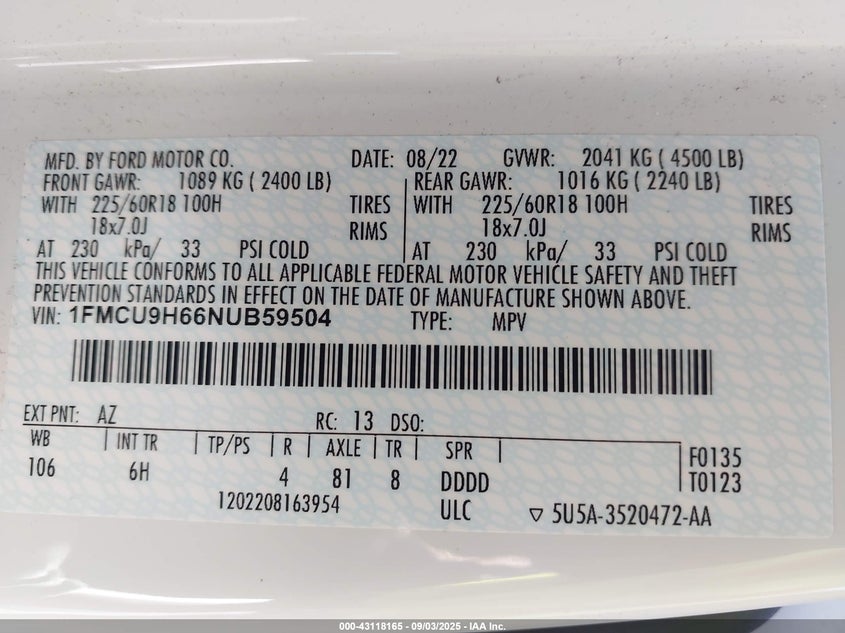 MFD. BY FORD MOTOR CO. DATE: 08/22 GVWR: 2041 KG ( 4500 LB)
FRONT GAWR: 1089 KG ( 2400 LB) REAR GAWR: 1016 KG ( 2240 LB)
WITH 225/60R18 100H TIRES WITH 225/60R18 100H TIRES
18x7.0J RIMS 18x7.0J RIMS
AT 230 kPa/ 33 PSI COLD AT 230 kPa/ 33 PSI COLD
THIS VEHICLE CONFORMS TO ALL APPLICABLE FEDERAL MOTOR VEHICLE SAFETY AND THEFT
PREVENTION STANDARDS IN EFFECT ON THE DATE OF MANUFACTURE SHOWN ABOVE.
VIN: 1FMCU9H66NUB59504 TYPE: MPV
EXT PNT: AZ RC: 13 DSO:
WB INT TR TP/PS R AXLE TR SPR
106 6H 4 81 8 DDDD
F0135
T0123
1202208163954 ULC ▽ 5U5A-3520472-AA
000-43118165 - 09/03/2025 - IAA Inc.